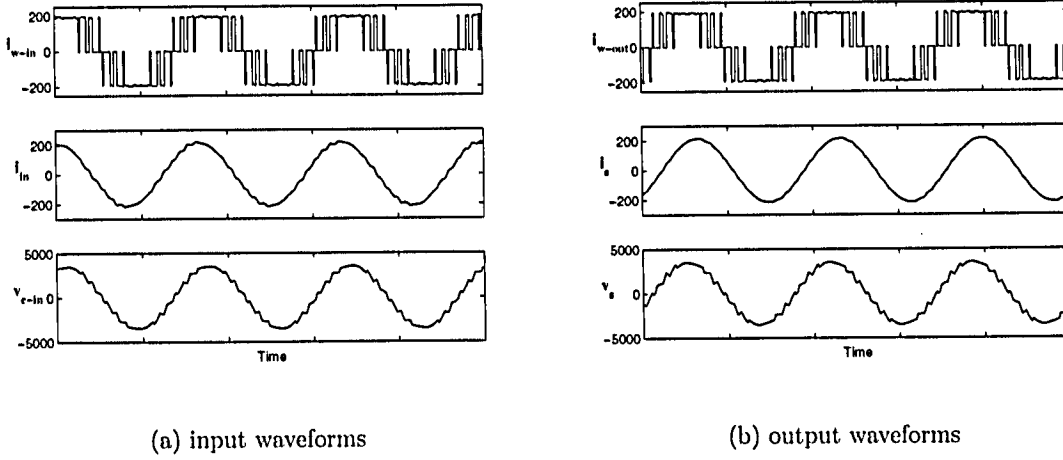 200
i_w-in 0
-200
200
i_in 0
-200
5000
v_c-in 0
-5000
Time
(a) input waveforms
200
i_w-out 0
-200
200
i_s 0
-200
5000
v_s 0
-5000
Time
(b) output waveforms